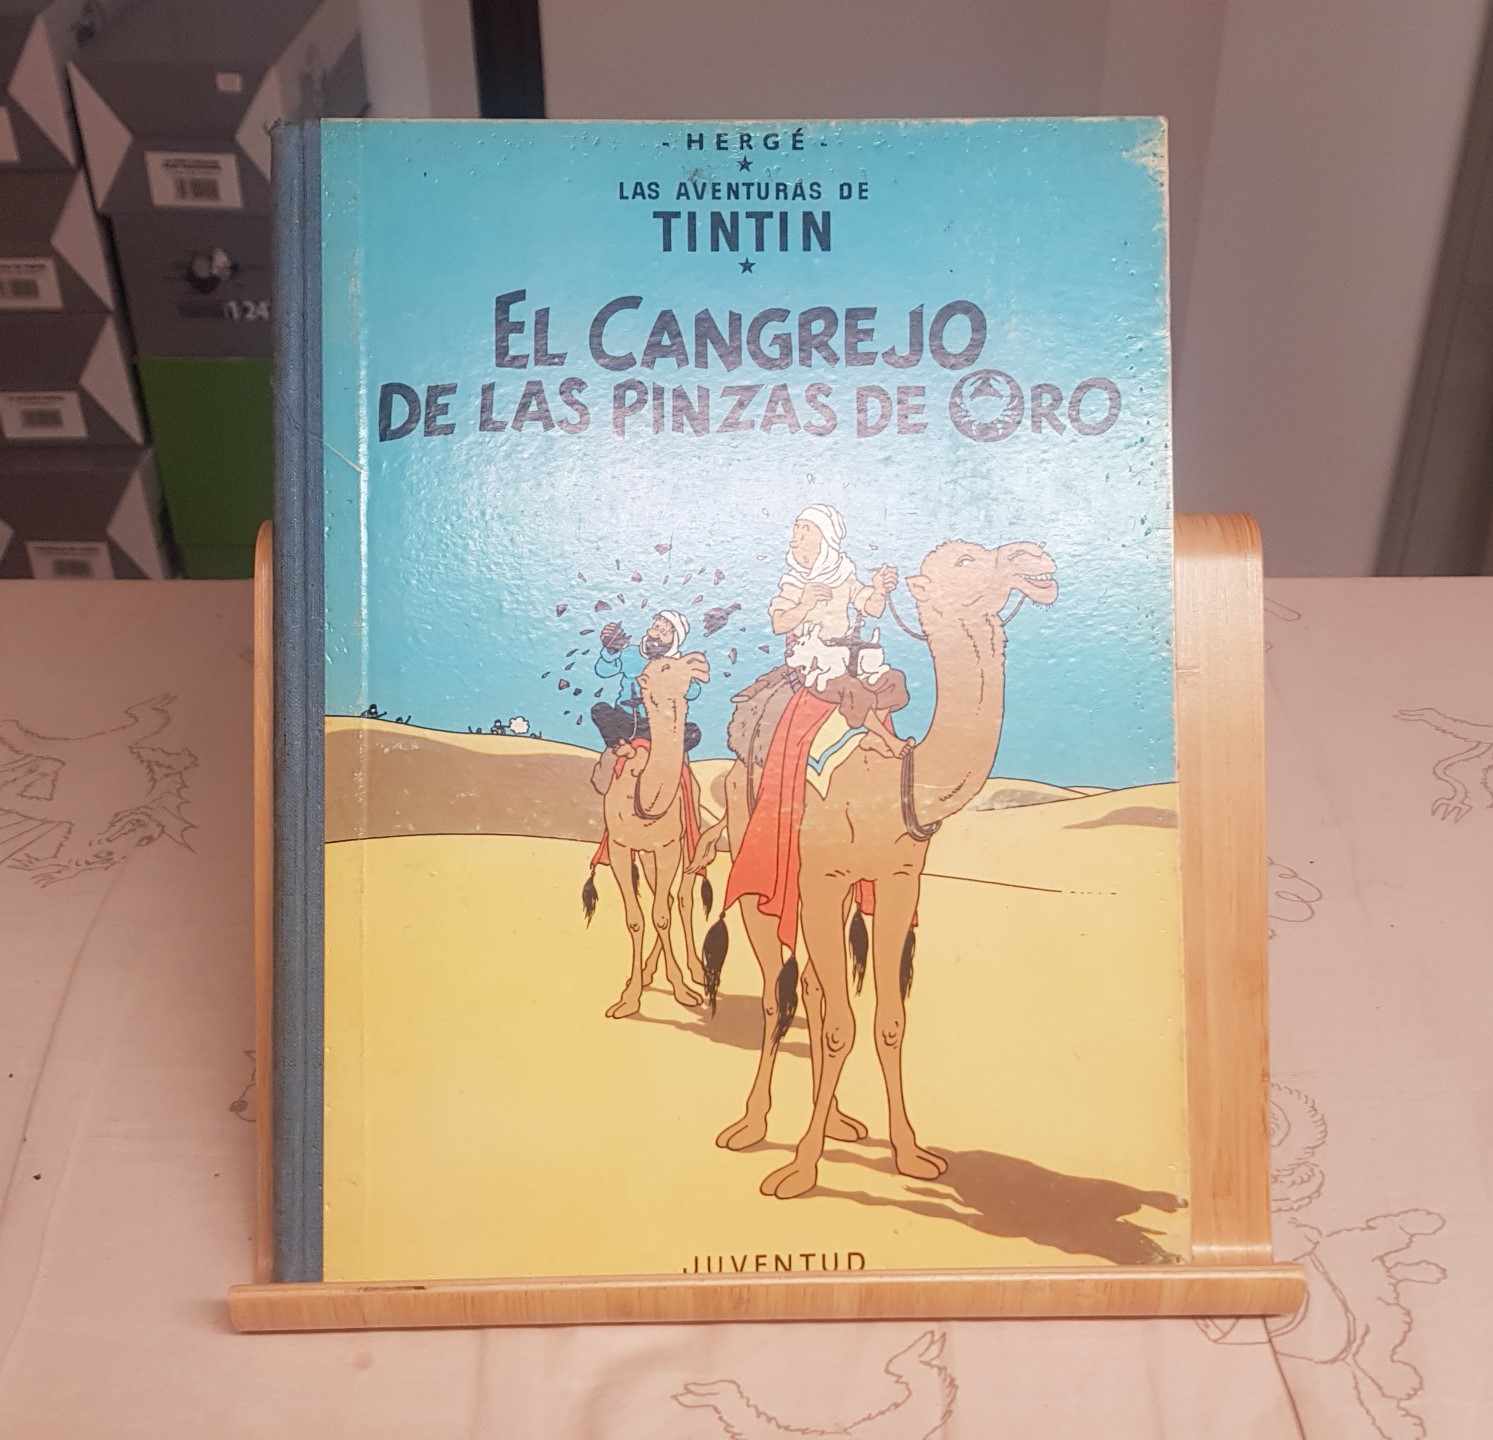 - HERGÉ -
LAS AVENTURAS DE
TINTIN
EL CANGREJO
DE LAS PINZAS DE ORO
JUVENTUD